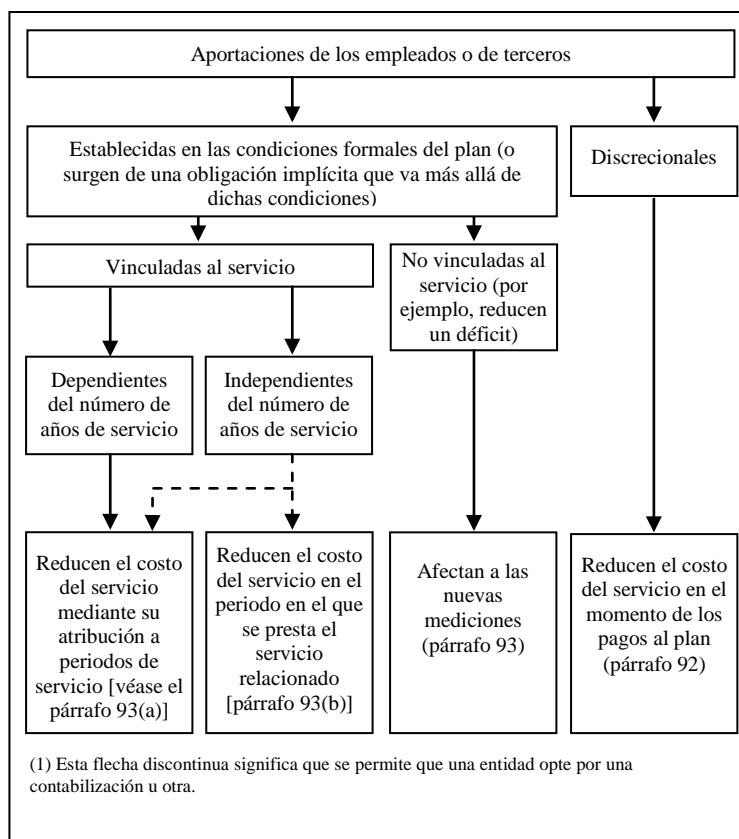 Aportaciones de los empleados o de terceros
Establecidas en las condiciones formales del plan (o
surgen de una obligación implícita que va más allá de
dichas condiciones)
Discrecionales
Vinculadas al servicio
No vinculadas al
servicio (por
ejemplo, reducen
un déficit)
Dependientes
del número de
años de servicio
Independientes
del número de
años de servicio
Reducen el costo
del servicio
mediante su
atribución a
periodos de
servicio [véase el
párrafo 93(a)]
Reducen el costo
del servicio en el
periodo en el que
se presta el
servicio
relacionado
[párrafo 93(b)]
Afectan a las
nuevas
mediciones
(párrafo 93)
Reducen el costo
del servicio en el
momento de los
pagos al plan
(párrafo 92)
(1) Esta flecha discontinua significa que se permite que una entidad opte por una
contabilización u otra.